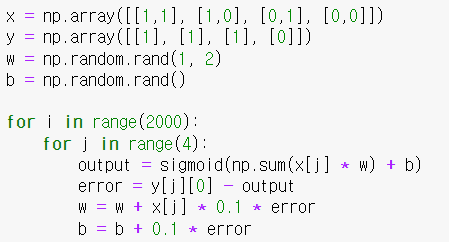 x = np.array([[1,1], [1,0], [0,1], [0,0]])
y = np.array([[1], [1], [1], [0]])
w = np.random.rand(1, 2)
b = np.random.rand()

for i in range(2000):
    for j in range(4):
        output = sigmoid(np.sum(x[j] * w) + b)
        error = y[j][0] - output
        w = w + x[j] * 0.1 * error
        b = b + 0.1 * error